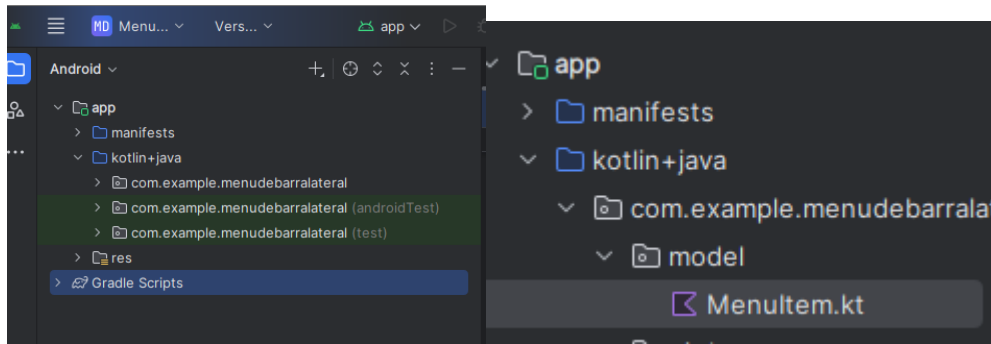 MD Menu... Vers... app
Android
app
manifests
kotlin+java
com.example.menudebarralateral
com.example.menudebarralateral (androidTest)
com.example.menudebarralateral (test)
res
Gradle Scripts
app
manifests
kotlin+java
com.example.menudebarrala
model
MenuItem.kt